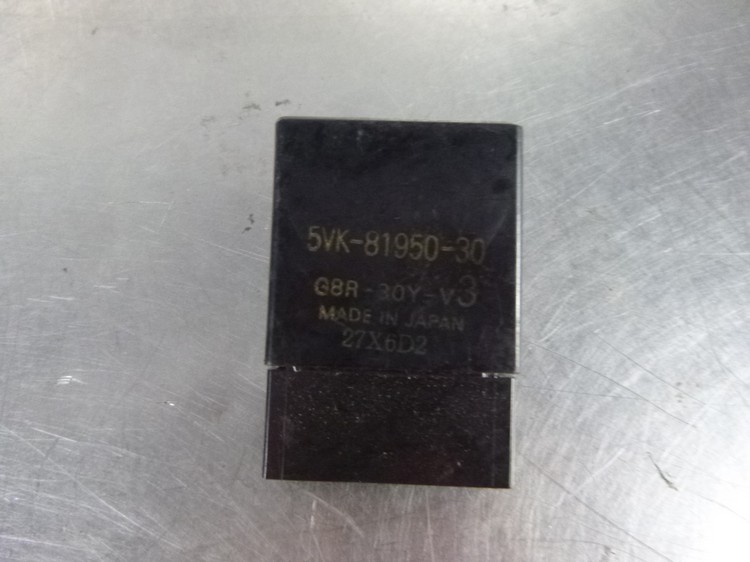 5VK-81950-30
G8R-30Y-V3
MADE IN JAPAN
27X6D2